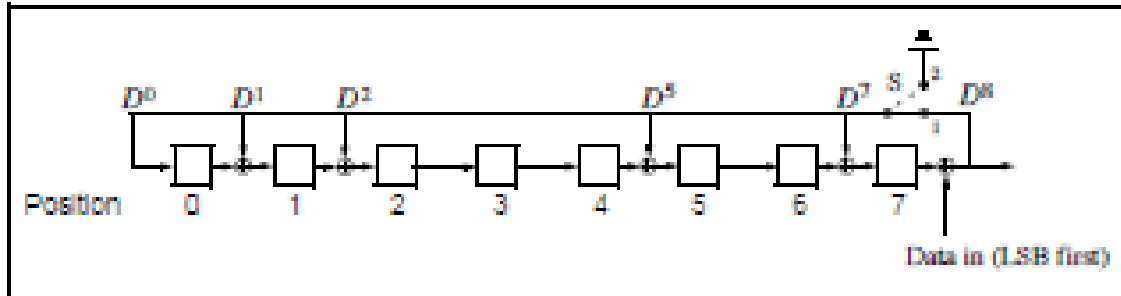 D⁰ D¹ D² D⁵ D⁷ S 2 D⁸
1
Position 0 1 2 3 4 5 6 7
Data in (LSB first)